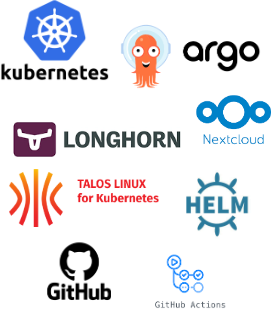 kubernetes
argo
Nextcloud
LONGHORN
TALOS LINUX
for Kubernetes
HELM
GitHub
GitHub Actions